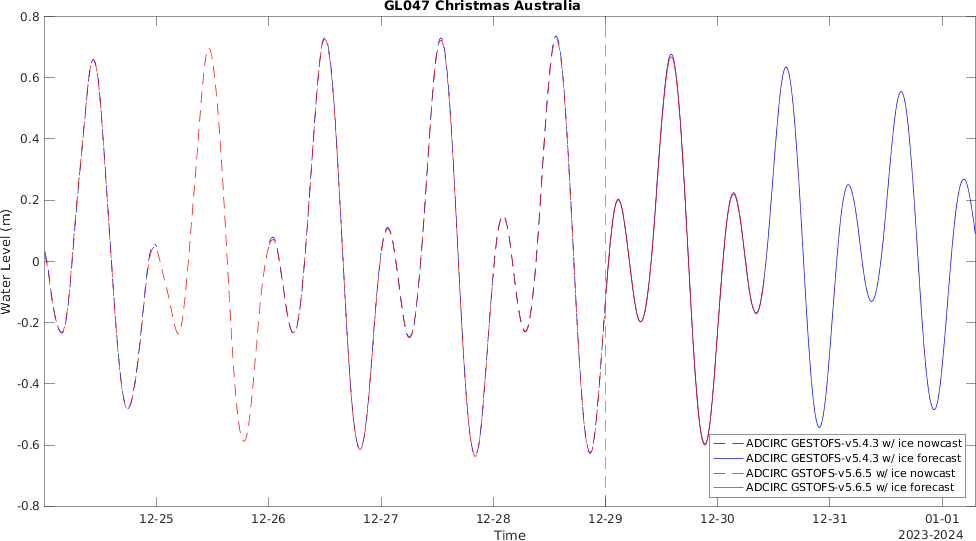 GL047 Christmas Australia
0.8
0.6
0.4
0.2
0
-0.2
-0.4
-0.6
-0.8
Water Level (m)
12-25
12-26
12-27
12-28
12-29
12-30
12-31
01-01
Time
2023-2024
ADCIRC GESTOFS-v5.4.3 w/ ice nowcast
ADCIRC GESTOFS-v5.4.3 w/ ice forecast
ADCIRC GSTOFS-v5.6.5 w/ ice nowcast
ADCIRC GSTOFS-v5.6.5 w/ ice forecast